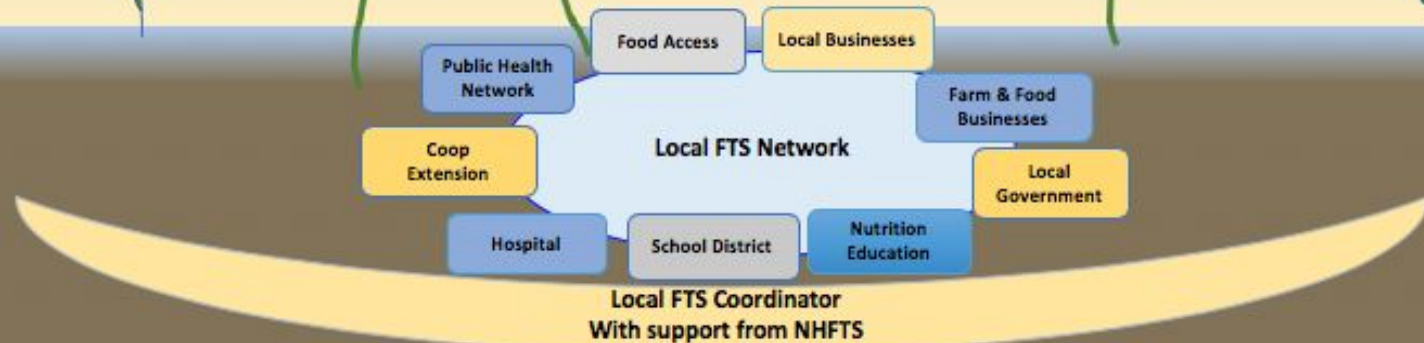 Food Access
Local Businesses
Public Health
Network
Farm & Food
Businesses
Local FTS Network
Coop
Extension
Local
Government
Hospital
School District
Nutrition
Education
Local FTS Coordinator
With support from NHFTS